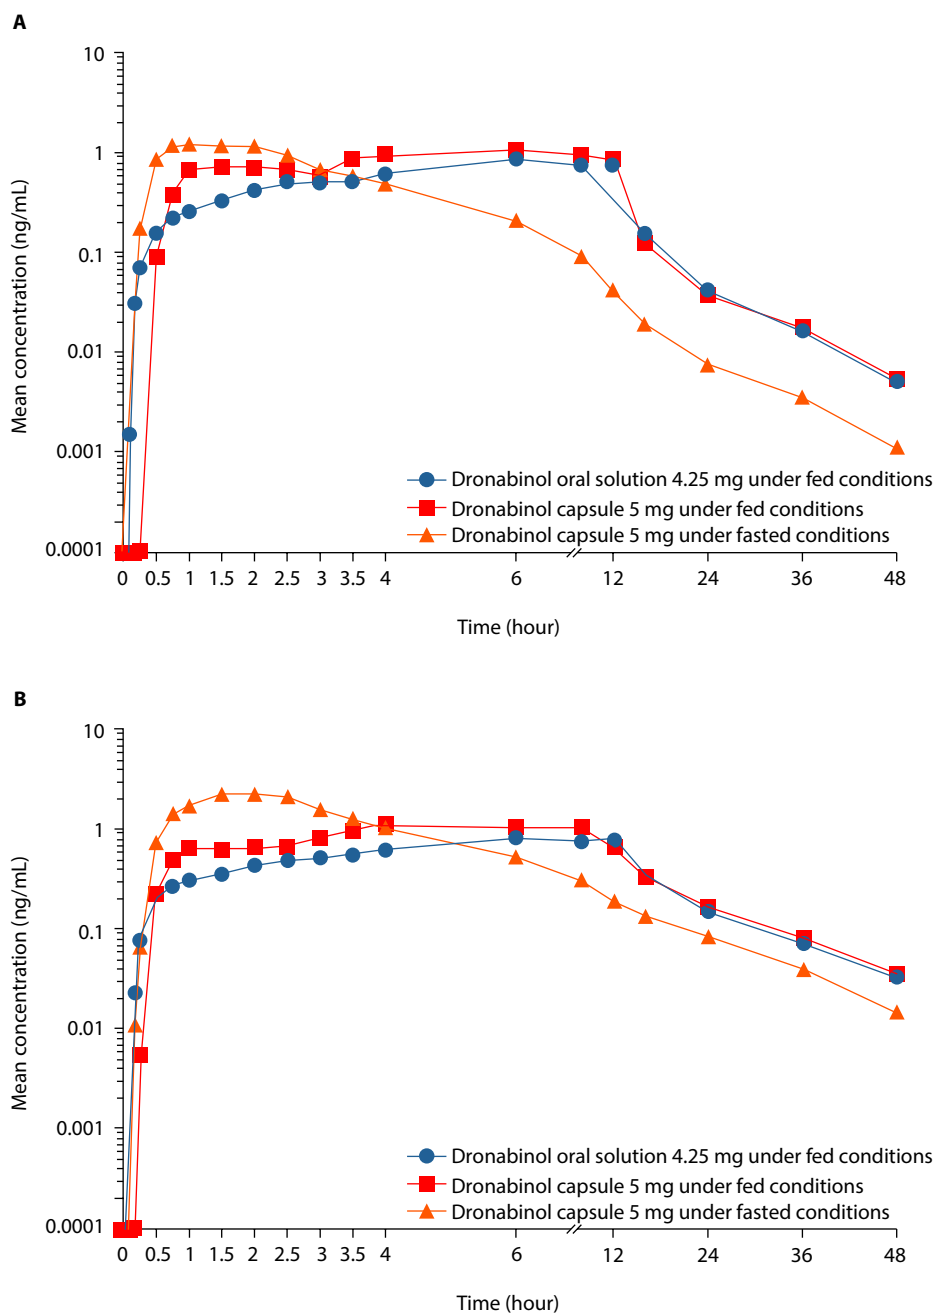 A
10
1
0.1
0.01
0.001
0.0001
Mean concentration (ng/mL)
Dronabinol oral solution 4.25 mg under fed conditions
Dronabinol capsule 5 mg under fed conditions
Dronabinol capsule 5 mg under fasted conditions
0 0.5 1 1.5 2 2.5 3 3.5 4 6 12 24 36 48
Time (hour)
B
10
1
0.1
0.01
0.001
0.0001
Mean concentration (ng/mL)
Dronabinol oral solution 4.25 mg under fed conditions
Dronabinol capsule 5 mg under fed conditions
Dronabinol capsule 5 mg under fasted conditions
0 0.5 1 1.5 2 2.5 3 3.5 4 6 12 24 36 48
Time (hour)